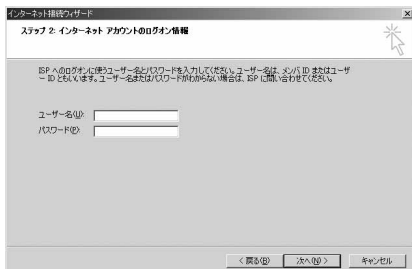 インターネット接続ウィザード
ステップ 2: インターネット アカウントのログオン情報
ISP へのログオンに使うユーザー名とパスワードを入力してください。ユーザー名は、メンバ ID またはユーザ
ー ID ともいいます。ユーザー名またはパスワードがわからない場合は、ISP に問い合わせてください。
ユーザー名(U):
パスワード(P):
< 戻る(B)
次へ(N) >
キャンセル